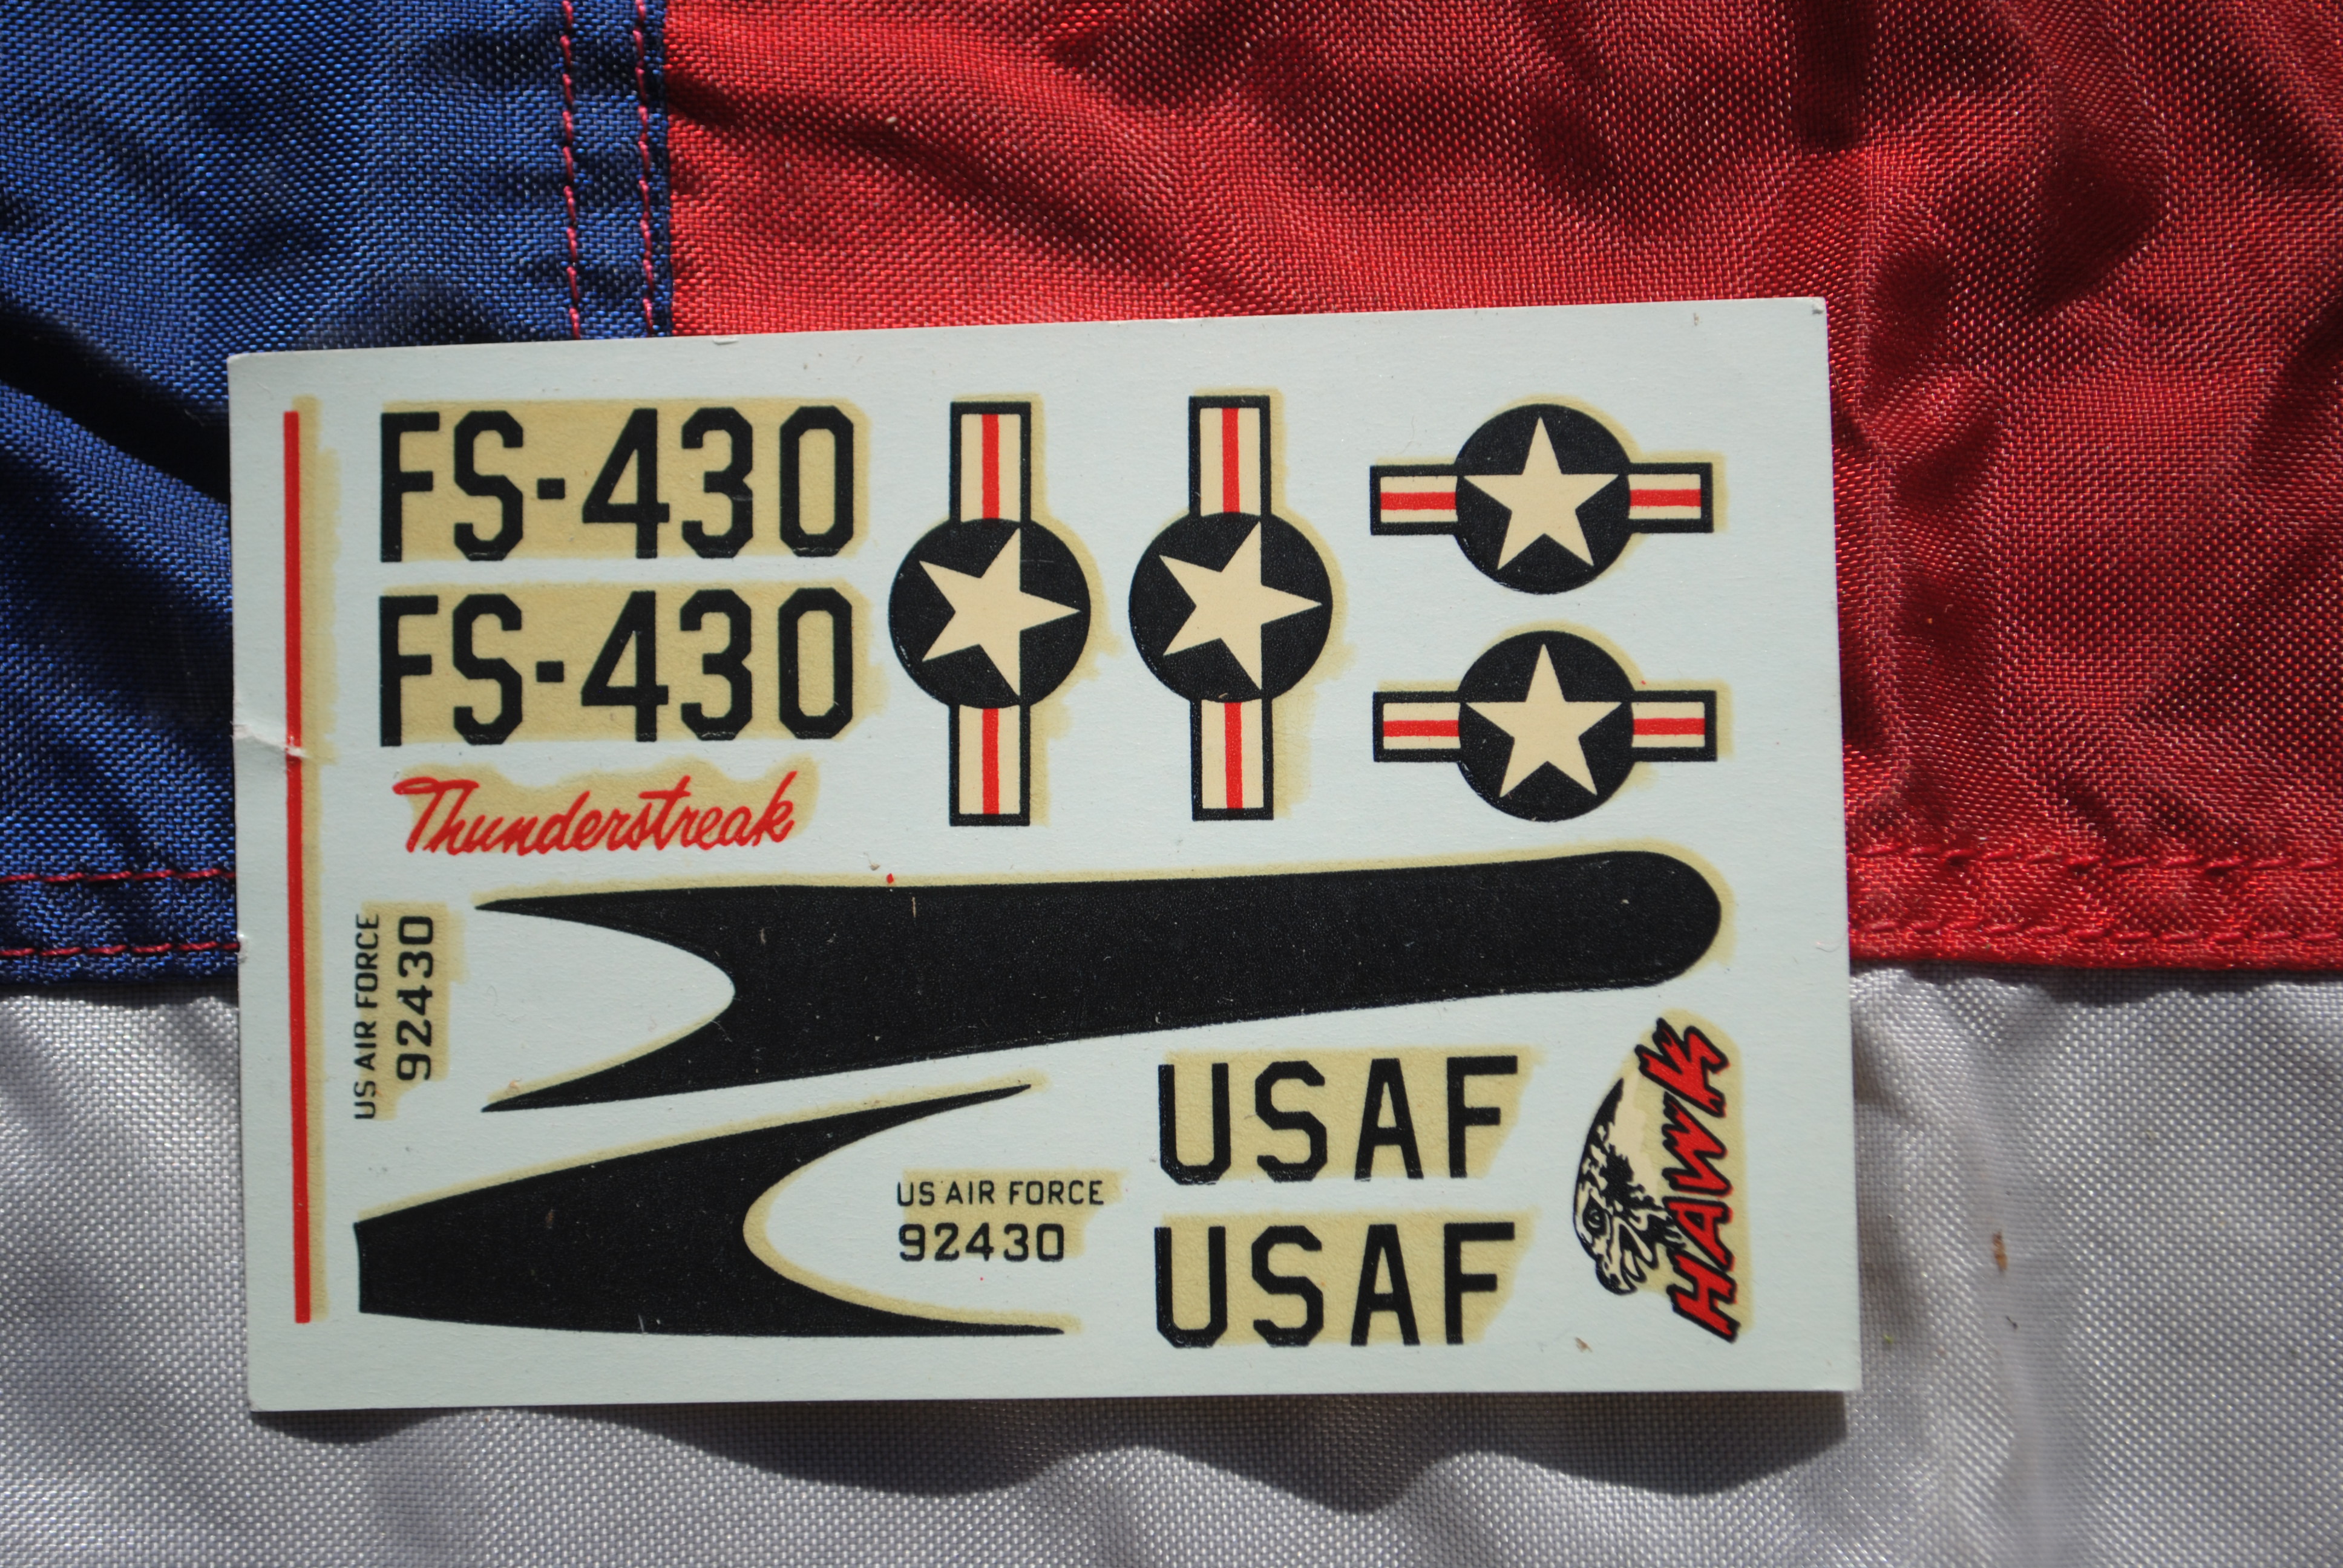 FS-430
FS-430
Thunderstreak
US AIR FORCE
92430
US AIR FORCE
92430
USAF
USAF
HAWK